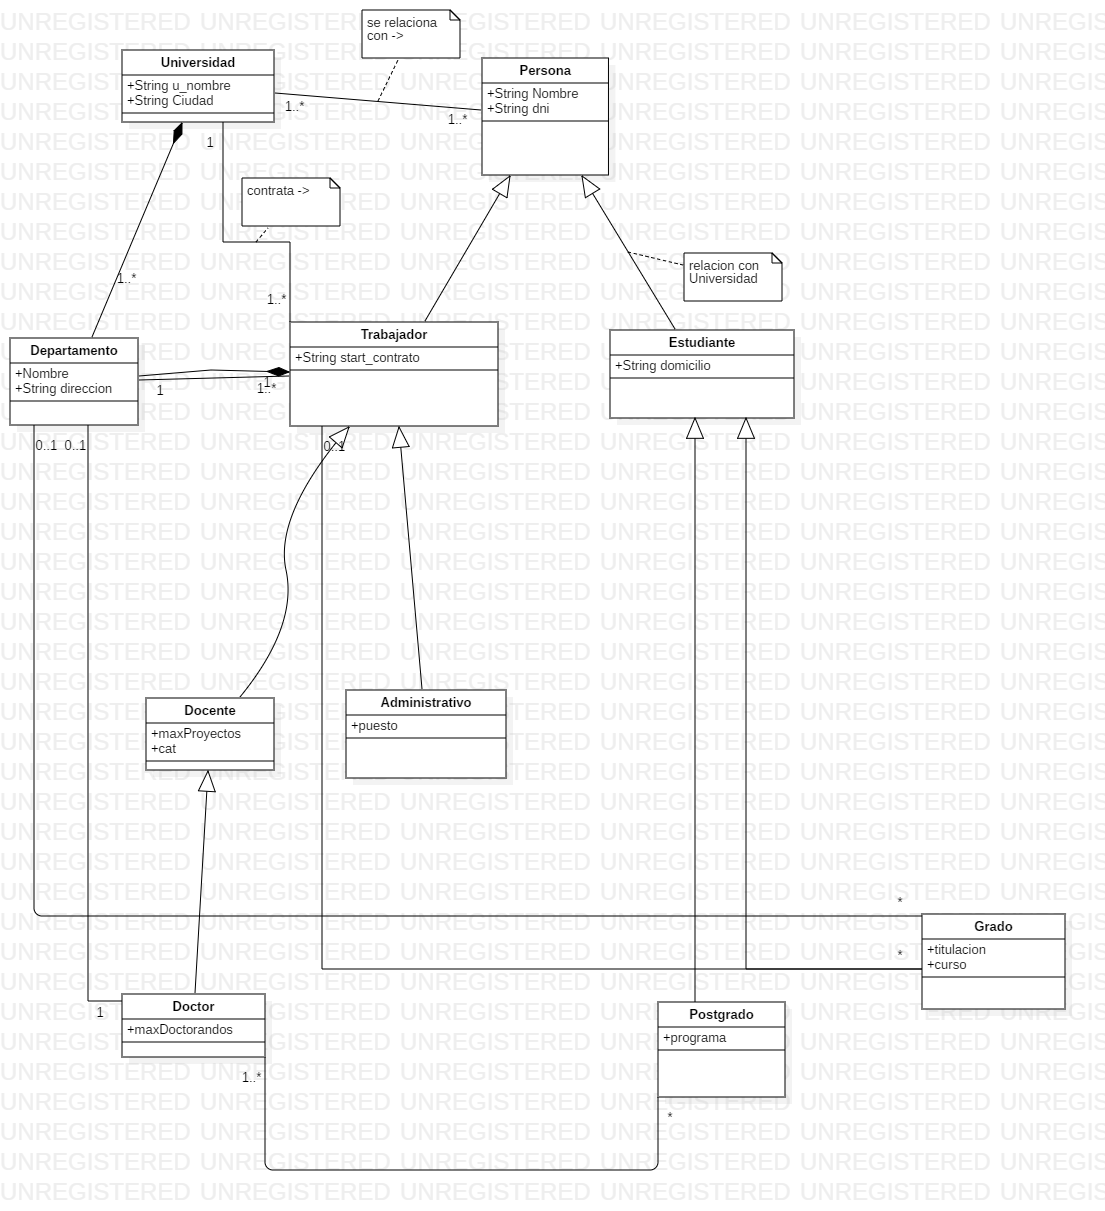 se relaciona
con ->
Universidad
+String u_nombre
+String Ciudad
Persona
+String Nombre
+String dni
1..*
1..*
1
contrata ->
relacion con
Universidad
1..*
1..*
Departamento
+Nombre
+String direccion
Trabajador
+String start_contrato
Estudiante
+String domicilio
1
1
1..*
0..1
0..1
0..1
Docente
+maxProyectos
+cat
Administrativo
+puesto
*
Grado
+titulacion
+curso
*
Doctor
+maxDoctorandos
1
Postgrado
+programa
1..*
*
UNREGISTERED